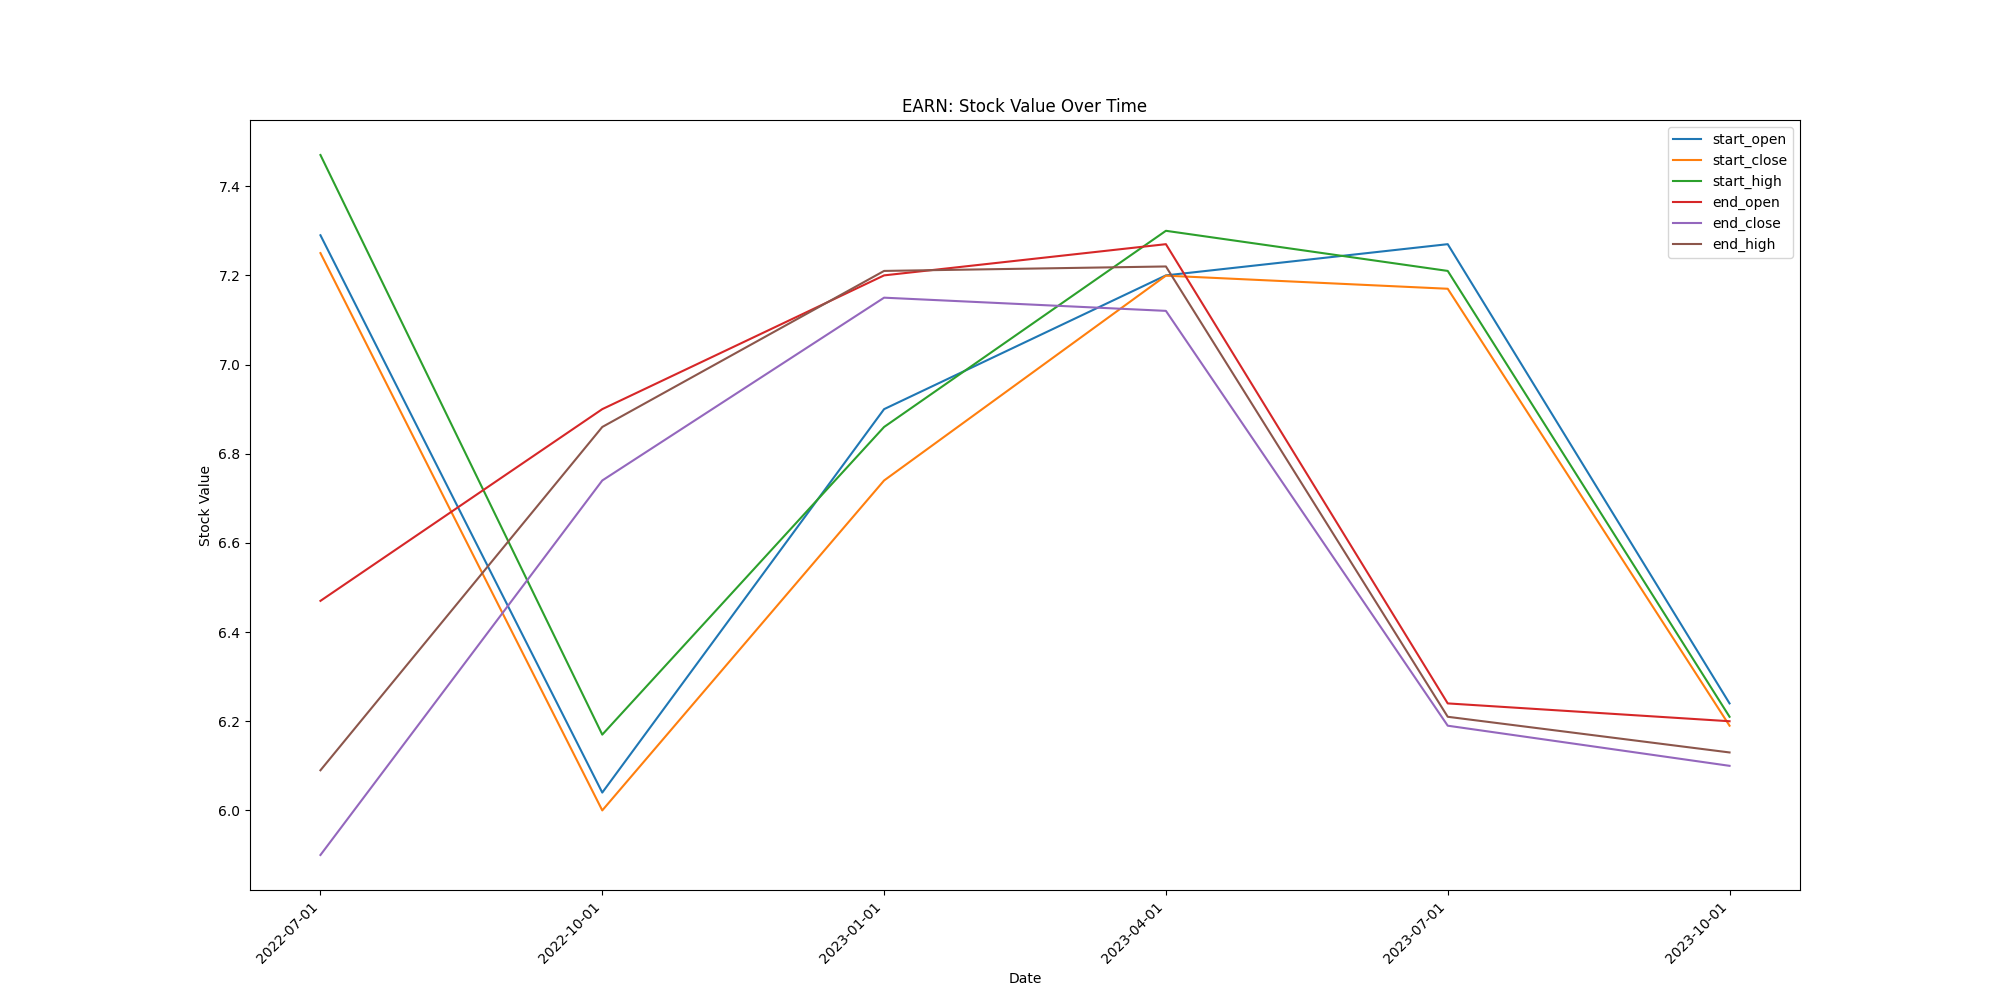 EARN: Stock Value Over Time
start_open
start_close
start_high
end_open
end_close
end_high
Stock Value
7.4
7.2
7.0
6.8
6.6
6.4
6.2
6.0
2022-07-01
2022-10-01
2023-01-01
2023-04-01
2023-07-01
2023-10-01
Date